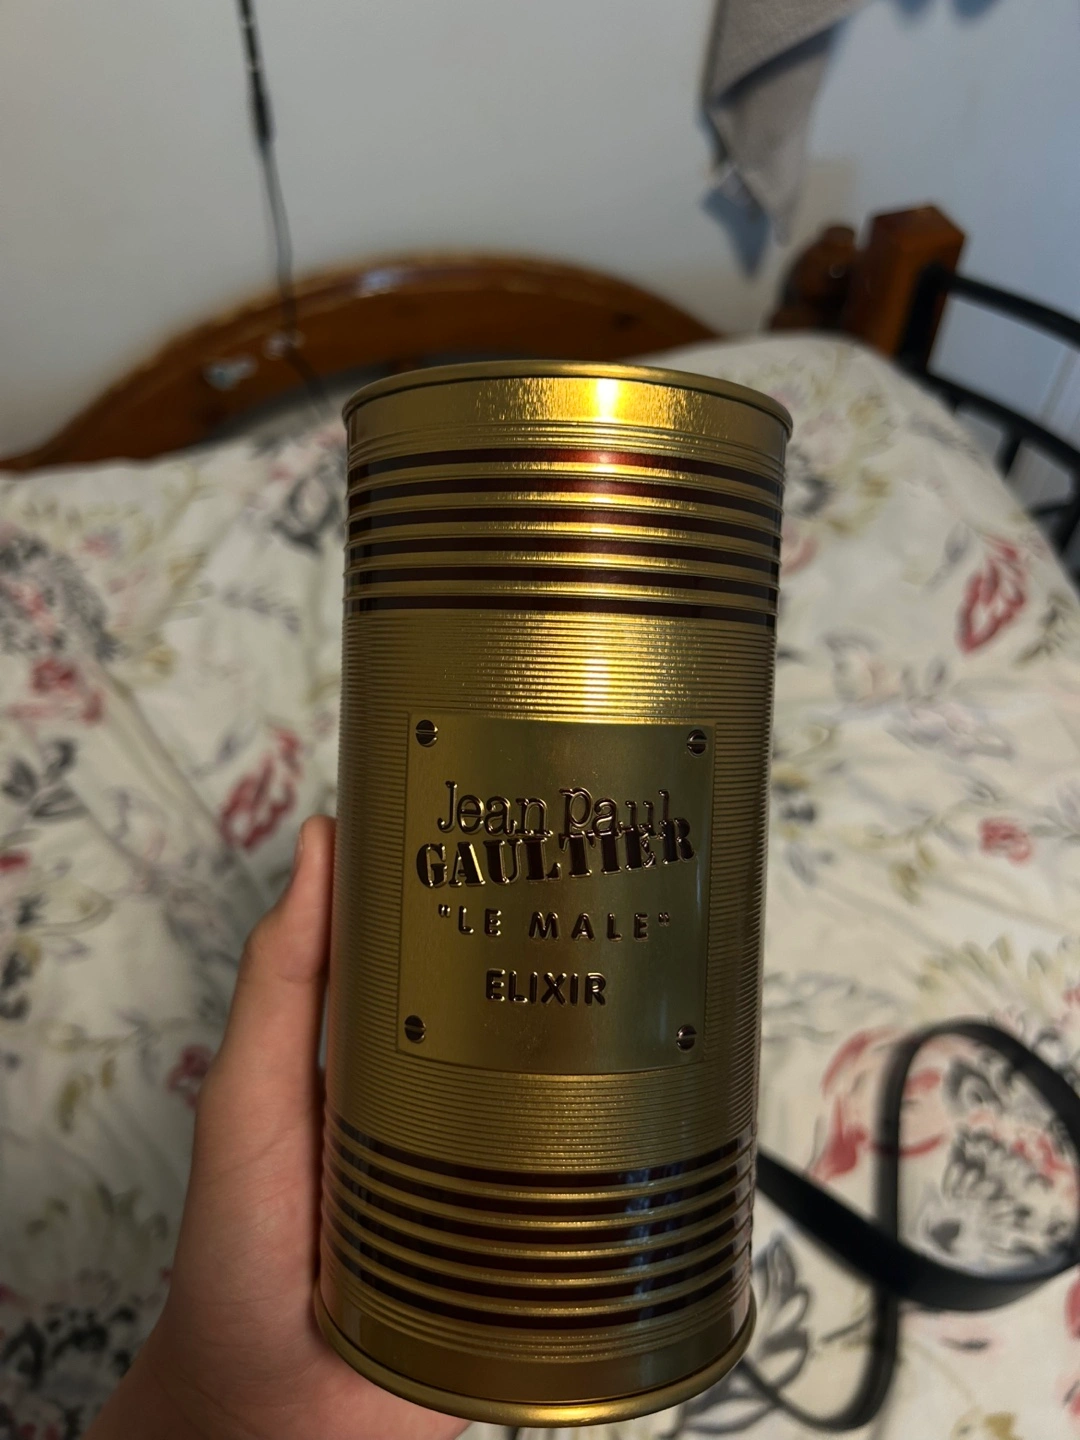 Jean Paul
GAULTIER
"LE MALE"
ELIXIR